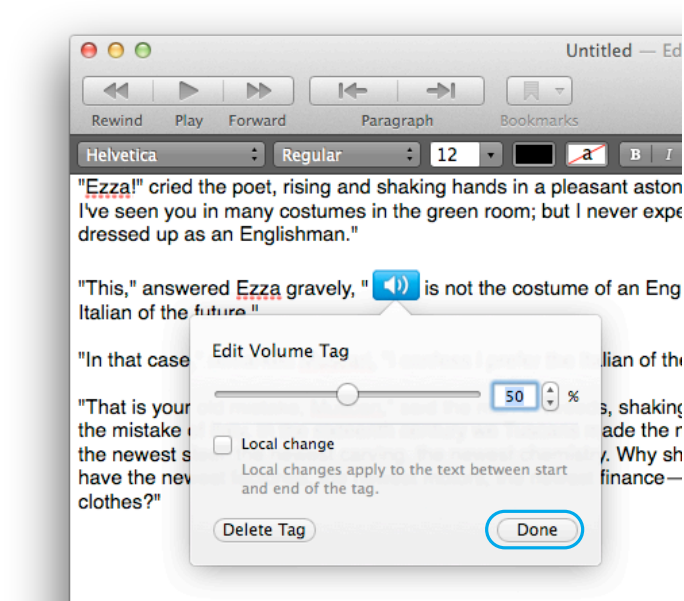 Untitled — Ed
Rewind Play Forward Paragraph Bookmarks
Helvetica Regular 12 a B I
"Ezza!" cried the poet, rising and shaking hands in a pleasant aston
I've seen you in many costumes in the green room; but I never expe
dressed up as an Englishman."
"This," answered Ezza gravely, " is not the costume of an Eng
Italian of the future."
"In that case lian of the
"That is your s, shaking
the mistake ade the n
the newest s y. Why sh
have the nev finance—
clothes?"
Edit Volume Tag
50 %
Local change
Local changes apply to the text between start
and end of the tag.
Delete Tag Done